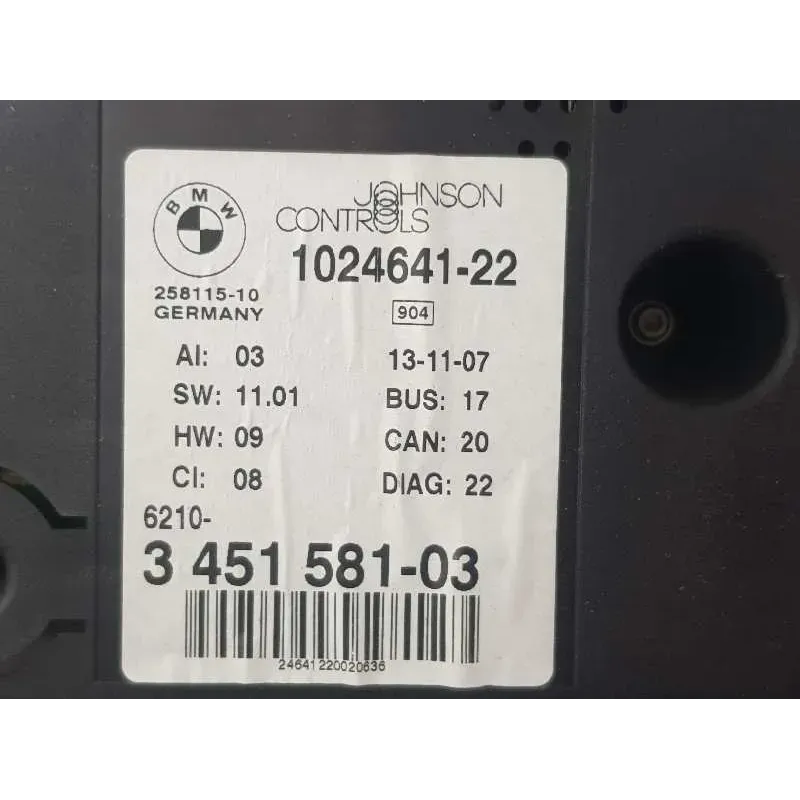 BMW
JOHNSON
CONTROLS
1024641-22
258115-10
GERMANY
904
AI: 03
13-11-07
SW: 11.01
BUS: 17
HW: 09
CAN: 20
CI: 08
DIAG: 22
6210-
3 451 581-03
24641220020636